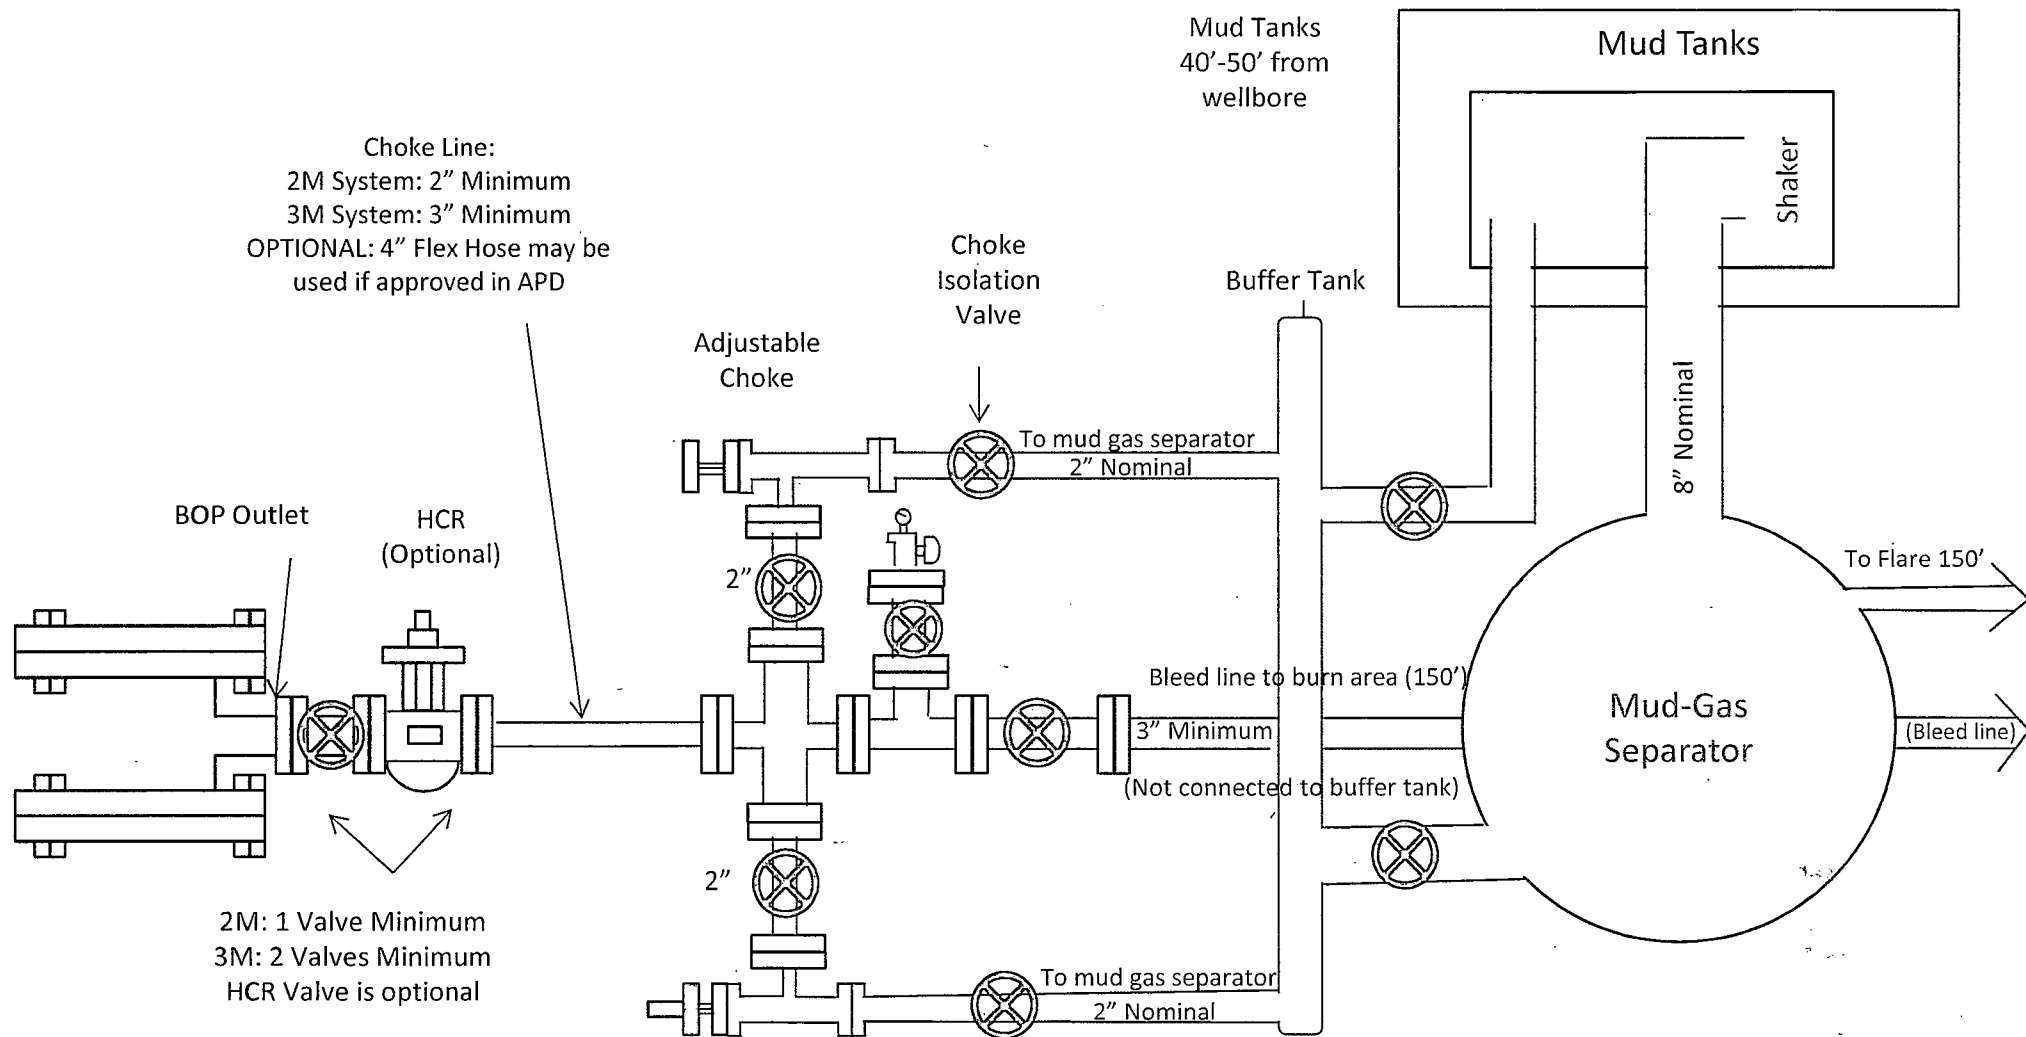 Mud Tanks
40’-50’ from
wellbore
Mud Tanks
Shaker
Choke Line:
2M System: 2” Minimum
3M System: 3” Minimum
OPTIONAL: 4” Flex Hose may be
used if approved in APD
Choke
Isolation
Valve
Buffer Tank
Adjustable
Choke
8” Nominal
To mud gas separator
2” Nominal
BOP Outlet
HCR
(Optional)
2”
To Flare 150’
Bleed line to burn area (150’)
3” Minimum
(Not connected to buffer tank)
Mud-Gas
Separator
(Bleed line)
2”
2M: 1 Valve Minimum
3M: 2 Valves Minimum
HCR Valve is optional
To mud gas separator
2” Nominal